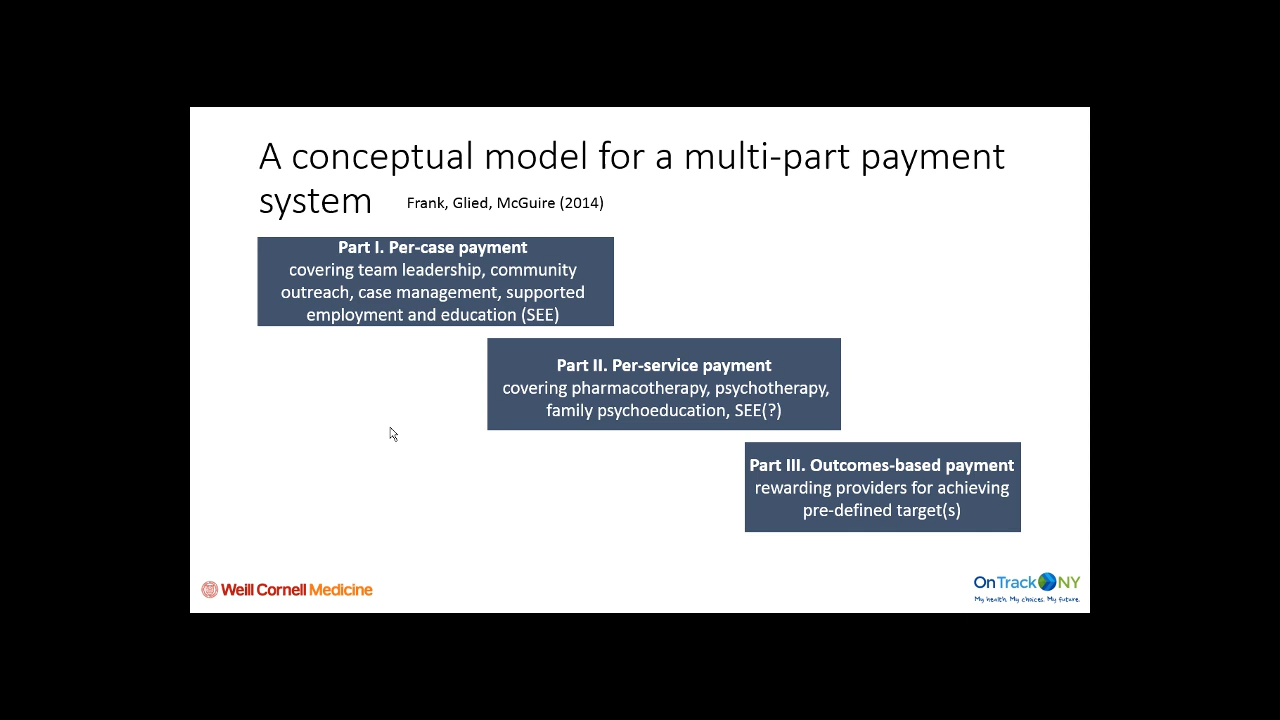 A conceptual model for a multi-part payment
system Frank, Glied, McGuire (2014)
Part I. Per-case payment
covering team leadership, community
outreach, case management, supported
employment and education (SEE)
Part II. Per-service payment
covering pharmacotherapy, psychotherapy,
family psychoeducation, SEE(?)
Part III. Outcomes-based payment
rewarding providers for achieving
pre-defined target(s)
Weill Cornell Medicine
OnTrack NY
My health. My choices. My future.